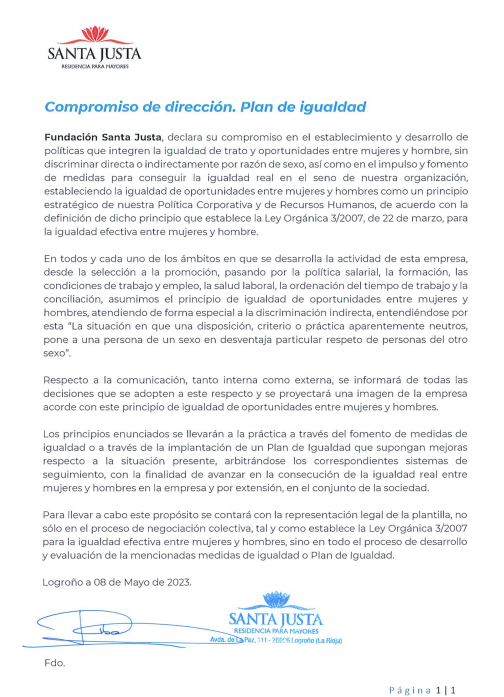 SANTA JUSTA
RESIDENCIA PARA MAYORES
Compromiso de dirección. Plan de igualdad
Fundación Santa Justa, declara su compromiso en el establecimiento y desarrollo de
políticas que integren la igualdad de trato y oportunidades entre mujeres y hombre, sin
discriminar directa o indirectamente por razón de sexo, así como en el impulso y fomento
de medidas para conseguir la igualdad real en el seno de nuestra organización,
estableciendo la igualdad de oportunidades entre mujeres y hombres como un principio
estratégico de nuestra Política Corporativa y de Recursos Humanos, de acuerdo con la
definición de dicho principio que establece la Ley Orgánica 3/2007, de 22 de marzo, para
la igualdad efectiva entre mujeres y hombre.
En todos y cada uno de los ámbitos en que se desarrolla la actividad de esta empresa,
desde la selección a la promoción, pasando por la política salarial, la formación, las
condiciones de trabajo y empleo, la salud laboral, la ordenación del tiempo de trabajo y la
conciliación, asumimos el principio de igualdad de oportunidades entre mujeres y
hombres, atendiendo de forma especial a la discriminación indirecta, entendiéndose por
esta "La situación en que una disposición, criterio o práctica aparentemente neutros,
pone a una persona de un sexo en desventaja particular respeto de personas del otro
sexo".
Respecto a la comunicación, tanto interna como externa, se informará de todas las
decisiones que se adopten a este respecto y se proyectará una imagen de la empresa
acorde con este principio de igualdad de oportunidades entre mujeres y hombres.
Los principios enunciados se llevarán a la práctica a través del fomento de medidas de
igualdad o a través de la implantación de un Plan de Igualdad que supongan mejoras
respecto a la situación presente, arbitrándose los correspondientes sistemas de
seguimiento, con la finalidad de avanzar en la consecución de la igualdad real entre
mujeres y hombres en la empresa y por extensión, en el conjunto de la sociedad.
Para llevar a cabo este propósito se contará con la representación legal de la plantilla, no
sólo en el proceso de negociación colectiva, tal y como establece la Ley Orgánica 3/2007
para la igualdad efectiva entre mujeres y hombres, sino en todo el proceso de desarrollo
y evaluación de la mencionadas medidas de igualdad o Plan de Igualdad.
Logroño a 08 de Mayo de 2023.
SANTA JUSTA
RESIDENCIA PARA MAYORES
Avda. de La Paz, 111 - 26006 Logroño (La Rioja)
Fdo.
Página 1 | 1